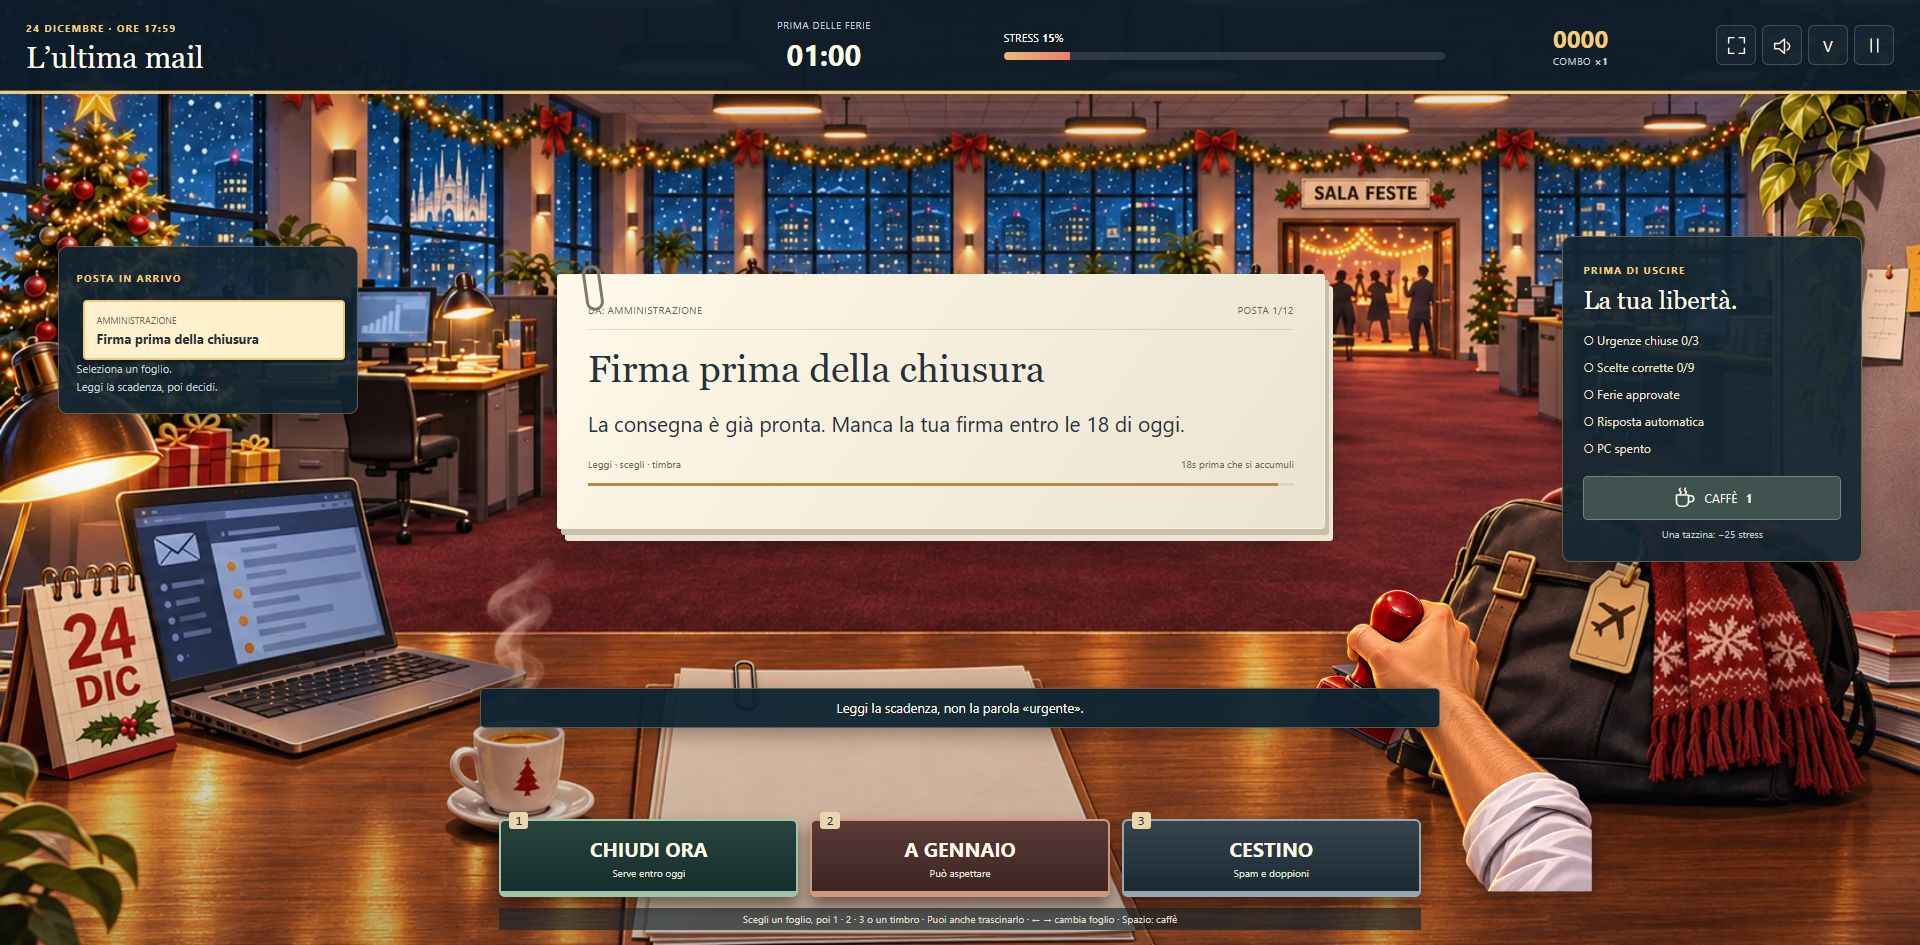 24 DICEMBRE · ORE 17:59
L’ultima mail
PRIMA DELLE FERIE
01:00
STRESS 15%
0000
COMBO ×1
V
SALA FESTE
POSTA IN ARRIVO
AMMINISTRAZIONE
Firma prima della chiusura
Seleziona un foglio.
Leggi la scadenza, poi decidi.
DA: AMMINISTRAZIONE
POSTA 1/12
Firma prima della chiusura
La consegna è già pronta. Manca la tua firma entro le 18 di oggi.
Leggi · scegli · timbra
18s prima che si accumuli
PRIMA DI USCIRE
La tua libertà.
○ Urgenze chiuse 0/3
○ Scelte corrette 0/9
○ Ferie approvate
○ Risposta automatica
○ PC spento
CAFFÈ 1
Una tazzina: −25 stress
24
DIC
Leggi la scadenza, non la parola «urgente».
1
CHIUDI ORA
Serve entro oggi
2
A GENNAIO
Può aspettare
3
CESTINO
Spam e doppioni
Scegli un foglio, poi 1 · 2 · 3 o un timbro · Puoi anche trascinarlo · ← → cambia foglio · Spazio: caffè